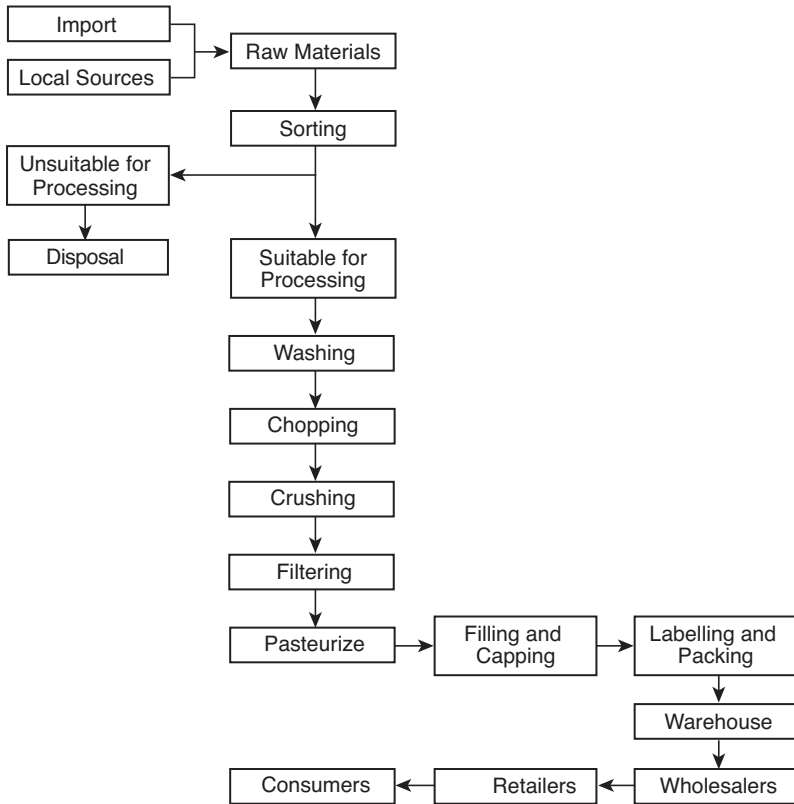 Import
Local Sources
Raw Materials
Sorting
Unsuitable for
Processing
Disposal
Suitable for
Processing
Washing
Chopping
Crushing
Filtering
Pasteurize
Filling and
Capping
Labelling and
Packing
Warehouse
Wholesalers
Retailers
Consumers